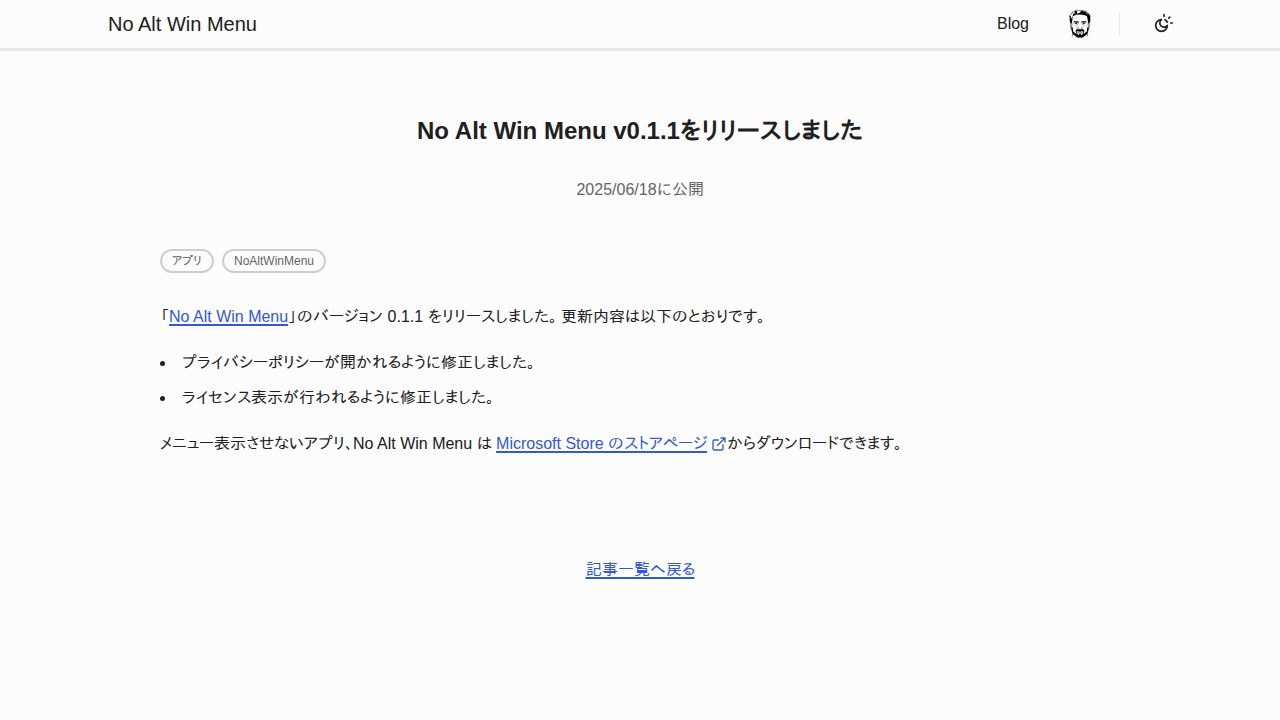 No Alt Win Menu
Blog
No Alt Win Menu v0.1.1をリリースしました
2025/06/18に公開
アプリ
NoAltWinMenu
「No Alt Win Menu」のバージョン 0.1.1 をリリースしました。更新内容は以下のとおりです。
• プライバシーポリシーが開かれるように修正しました。
• ライセンス表示が行われるように修正しました。
メニュー表示させないアプリ、No Alt Win Menu は Microsoft Store のストアページからダウンロードできます。
記事一覧へ戻る